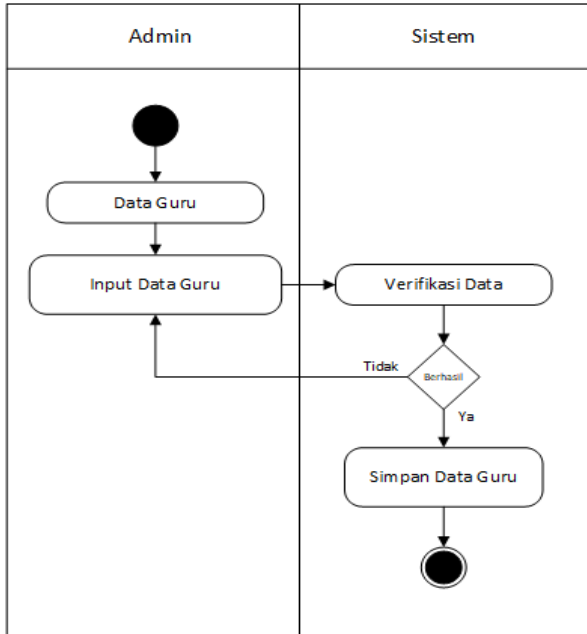 Admin
Sistem
Data Guru
Input Data Guru
Verifikasi Data
Tidak
Berhasil
Ya
Simpan Data Guru